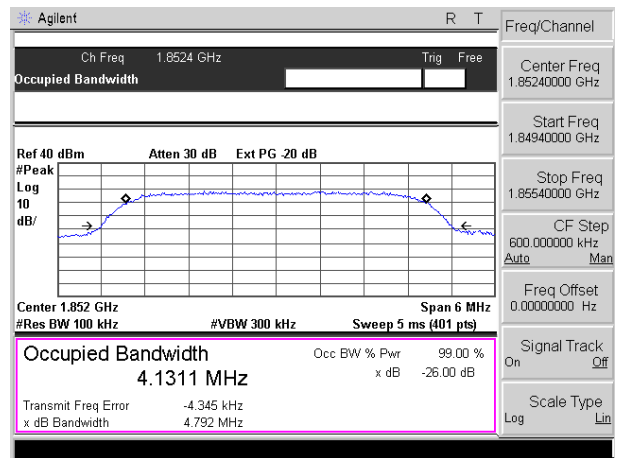 Agilent R T
Freq/Channel
Ch Freq 1.8524 GHz Trig Free
Occupied Bandwidth
Center Freq
1.85240000 GHz
Start Freq
1.84940000 GHz
Stop Freq
1.85540000 GHz
CF Step
600.000000 kHz
Auto Man
Freq Offset
0.00000000 Hz
Signal Track
On Off
Scale Type
Log Lin
Ref 40 dBm Atten 30 dB Ext PG -20 dB
#Peak
Log
10
dB/
Center 1.852 GHz Span 6 MHz
#Res BW 100 kHz #VBW 300 kHz Sweep 5 ms (401 pts)
Occupied Bandwidth Occ BW % Pwr 99.00 %
4.1311 MHz x dB -26.00 dB
Transmit Freq Error -4.345 kHz
x dB Bandwidth 4.792 MHz